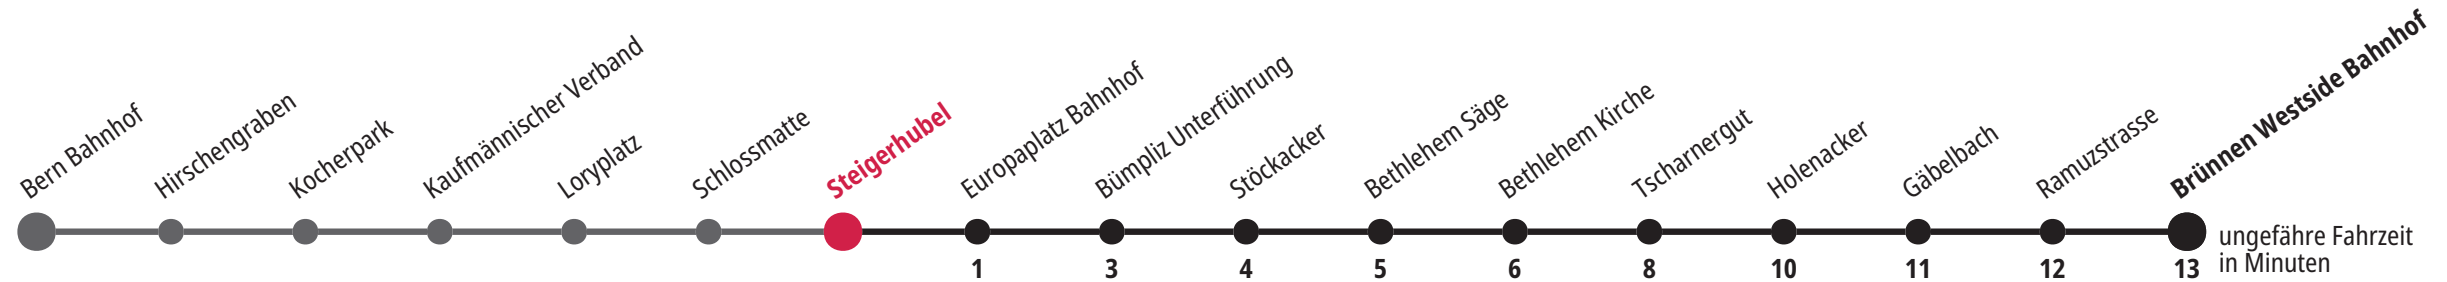 Bern Bahnhof
Hirschengraben
Kocherpark
Kaufmännischer Verband
Loryplatz
Schlossmatte
Steigerhubel
Europaplatz Bahnhof
Bümpliz Unterführung
Stöckacker
Bethlehem Säge
Bethlehem Kirche
Tscharnergut
Holenacker
Gäbelbach
Ramuzstrasse
Brünnen Westside Bahnhof
1 3 4 5 6 8 10 11 12 13
ungefähre Fahrzeit
in Minuten